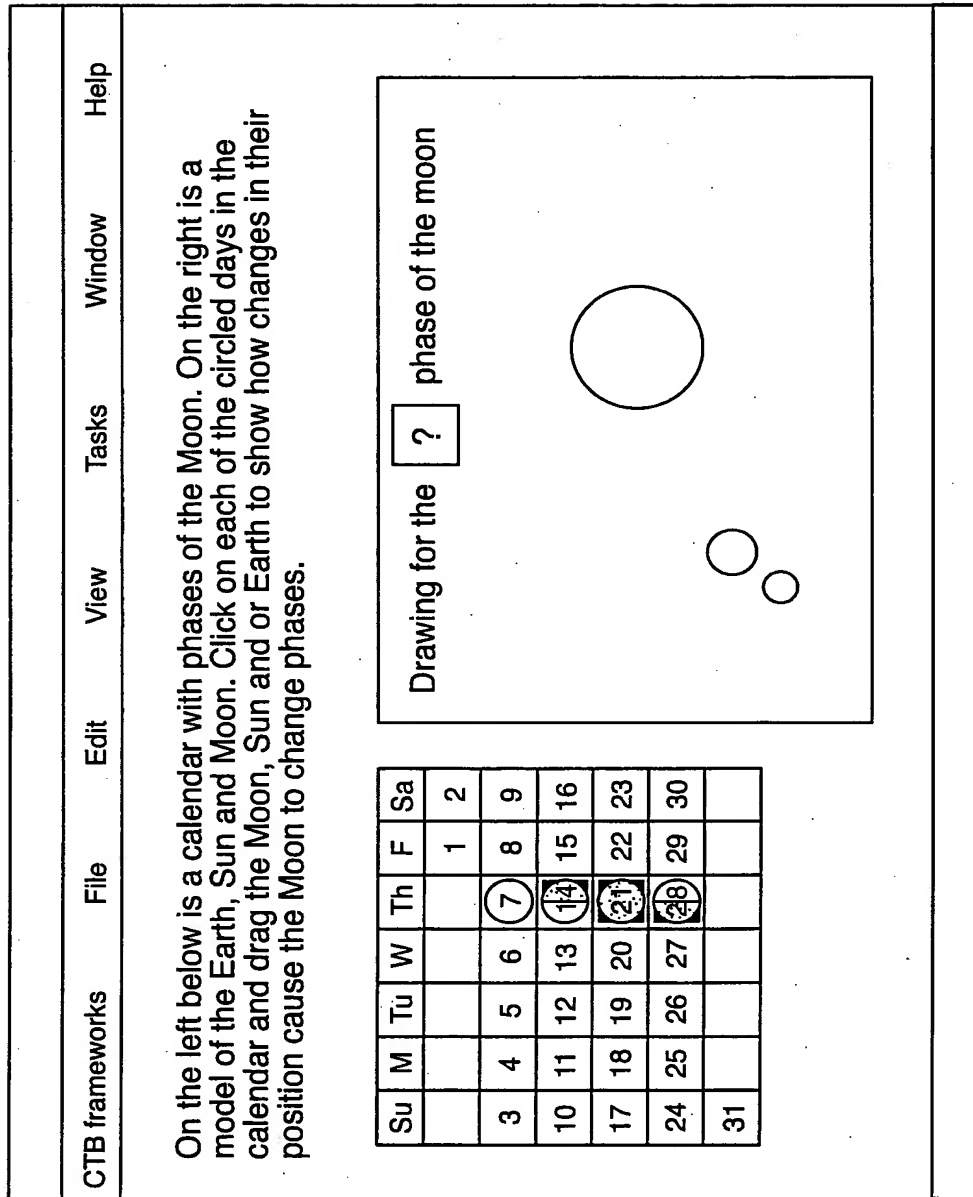 CTB frameworks File Edit View Tasks Window Help
On the left below is a calendar with phases of the Moon. On the right is a
model of the Earth, Sun and Moon. Click on each of the circled days in the
calendar and drag the Moon, Sun and or Earth to show how changes in their
position cause the Moon to change phases.
Su M Tu W Th F Sa
1 2
3 4 5 6 7 8 9
10 11 12 13 14 15 16
17 18 19 20 21 22 23
24 25 26 27 28 29 30
31
Drawing for the ? phase of the moon